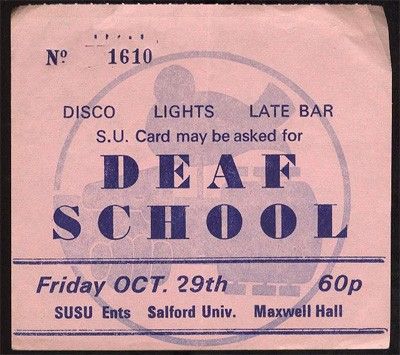 Nº 1610
DISCO LIGHTS LATE BAR
S.U. Card may be asked for
DEAF
SCHOOL
Friday OCT. 29th 60p
SUSU Ents Salford Univ. Maxwell Hall